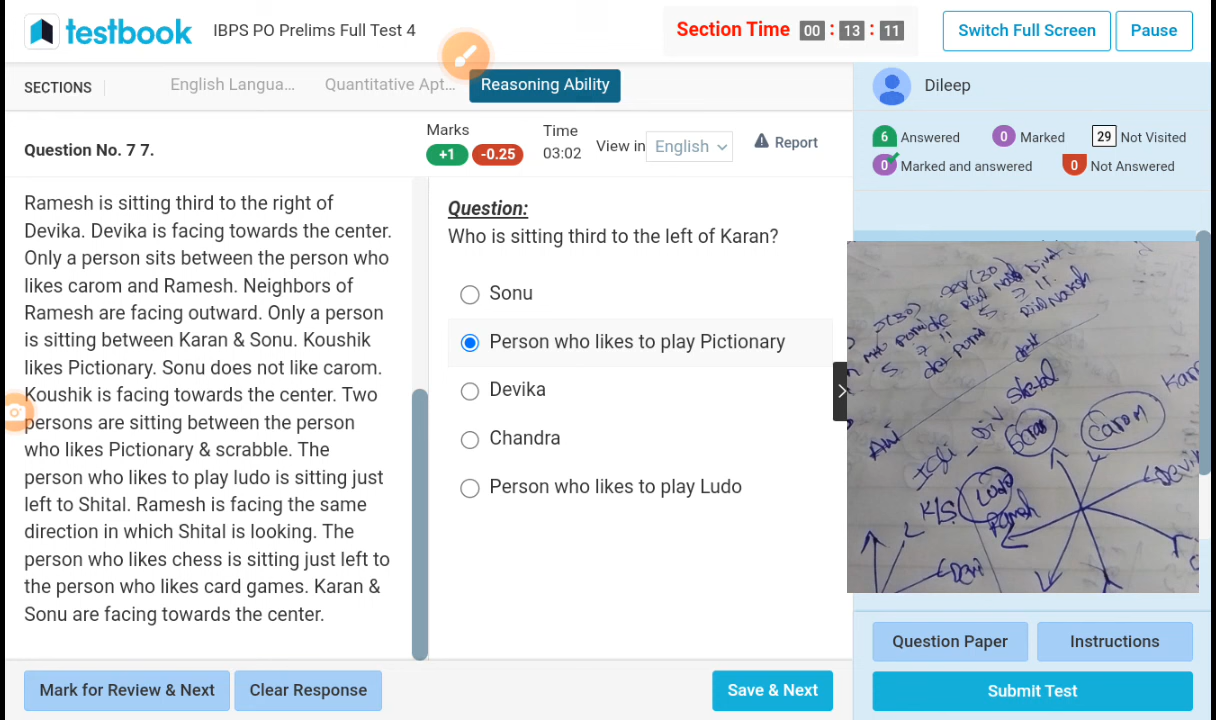 testbook
IBPS PO Prelims Full Test 4
Section Time 00 : 13 : 11
Switch Full Screen
Pause
SECTIONS
English Langua...
Quantitative Apt...
Reasoning Ability
Dileep
Question No. 7 7.
Marks
+1 -0.25
Time
03:02
View in English
Report
6 Answered
0 Marked
29 Not Visited
0 Marked and answered
0 Not Answered
Ramesh is sitting third to the right of
Devika. Devika is facing towards the center.
Only a person sits between the person who
likes carom and Ramesh. Neighbors of
Ramesh are facing outward. Only a person
is sitting between Karan & Sonu. Koushik
likes Pictionary. Sonu does not like carom.
Koushik is facing towards the center. Two
persons are sitting between the person
who likes Pictionary & scrabble. The
person who likes to play ludo is sitting just
left to Shital. Ramesh is facing the same
direction in which Shital is looking. The
person who likes chess is sitting just left to
the person who likes card games. Karan &
Sonu are facing towards the center.
Question:
Who is sitting third to the left of Karan?
Sonu
Person who likes to play Pictionary
Devika
Chandra
Person who likes to play Ludo
Carom
K/S
Ludo
Mark for Review & Next
Clear Response
Save & Next
Question Paper
Instructions
Submit Test